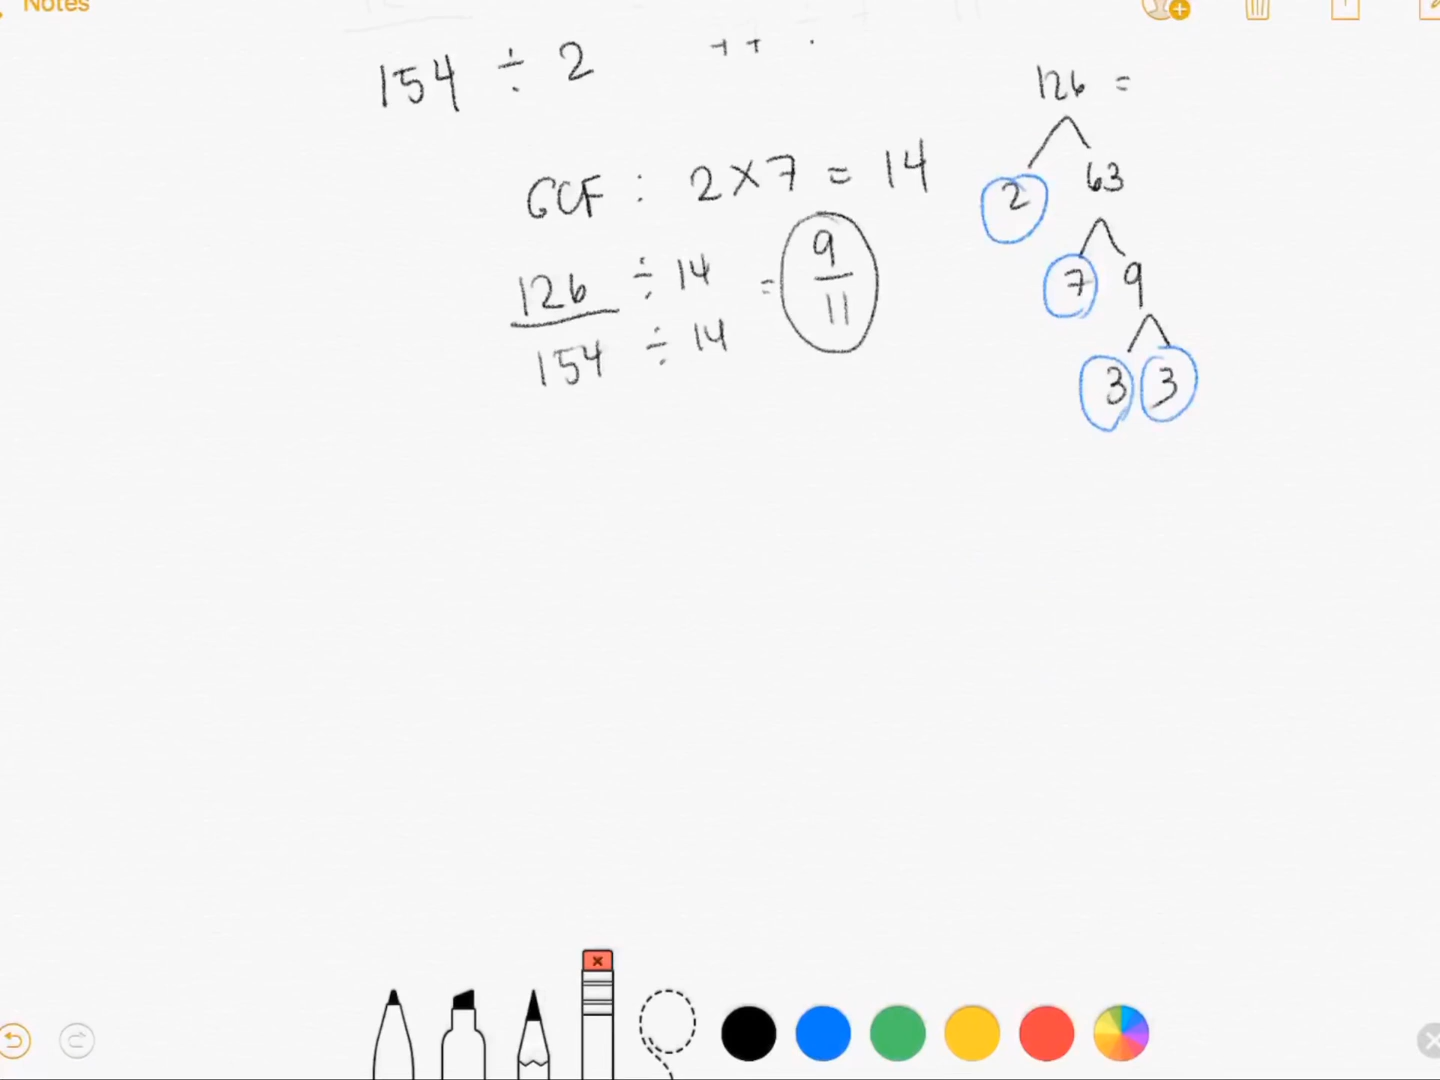 Notes
154 ÷ 2
126 =
GCF : 2 × 7 = 14
2 63
126 ÷ 14 = 9
154 ÷ 14 11
7 9
3 3